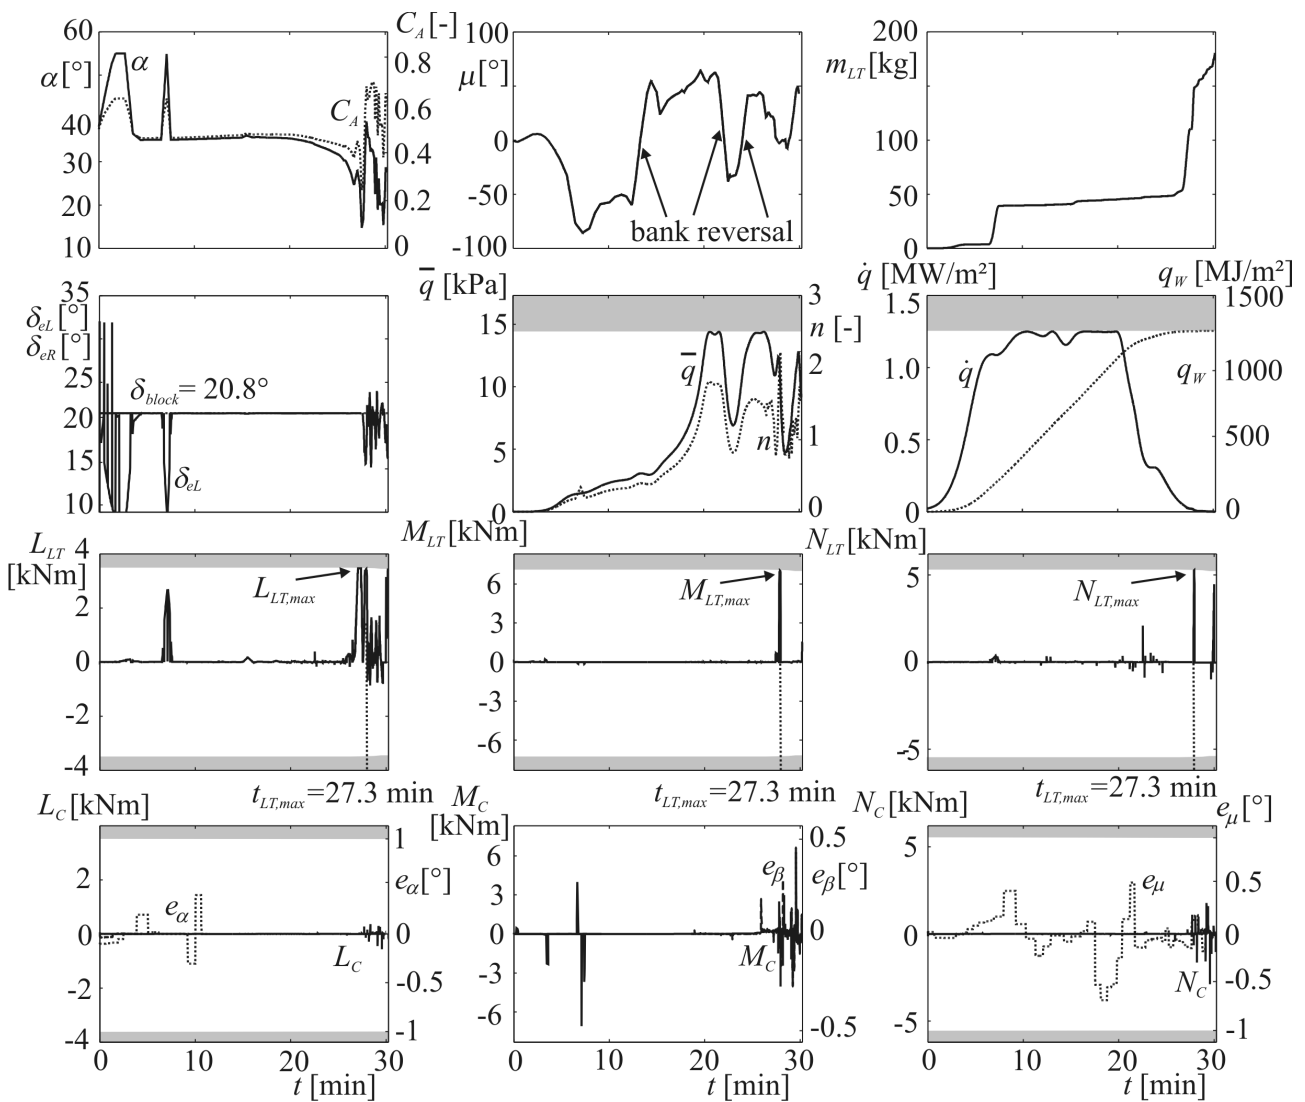 60
α[°]
40
30
20
10
α
C_A
C_A [-]
0.8
0.6
0.4
0.2
0
100
μ[°]
50
0
-50
-100
bank reversal
200
m_LT [kg]
150
100
50
0
35
δ_eL[°]
δ_eR[°]
25
20
15
10
δ_block = 20.8°
δ_eL
q̄ [kPa]
15
10
5
0
q̄
n
3
n [-]
2
1
0
q̇ [MW/m²]
1.5
1.0
0.5
0
q̇
q_W
q_W [MJ/m²]
1500
1000
500
0
L_LT
[kNm]
4
2
0
-2
-4
L_LT,max
t_LT,max=27.3 min
M_LT [kNm]
6
3
0
-3
-6
M_LT,max
t_LT,max=27.3 min
N_LT [kNm]
5
0
-5
N_LT,max
t_LT,max=27.3 min
L_C [kNm]
2
0
-2
-4
e_α
L_C
1
e_α[°]
0
-0.5
-1
0 10 20 30
t [min]
M_C
[kNm]
6
3
0
-3
-6
e_β
M_C
0.5
e_β[°]
0
-0.5
0 10 20 30
t [min]
N_C [kNm]
5
0
-5
e_μ
N_C
e_μ[°]
0.5
0
-0.5
-1
0 10 20 30
t [min]